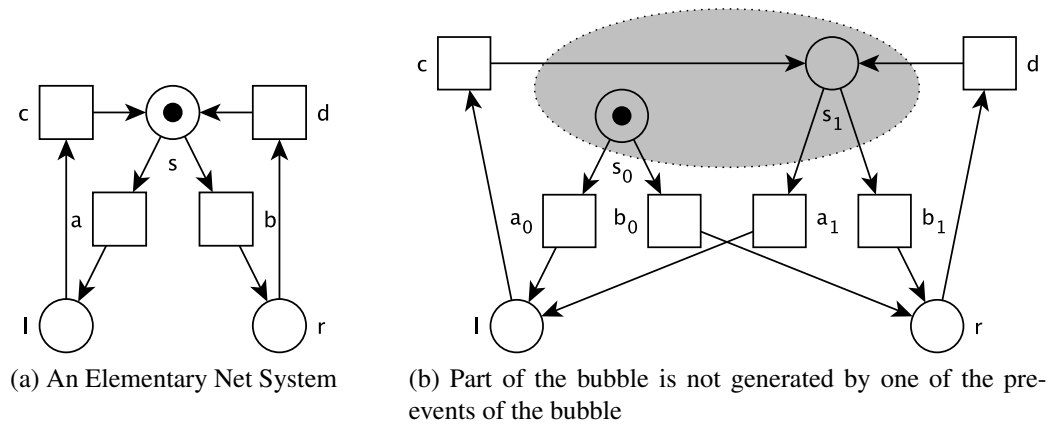 c
d
s
a
b
l
r
(a) An Elementary Net System
c
d
s0
s1
a0
b0
a1
b1
l
r
(b) Part of the bubble is not generated by one of the pre-
events of the bubble